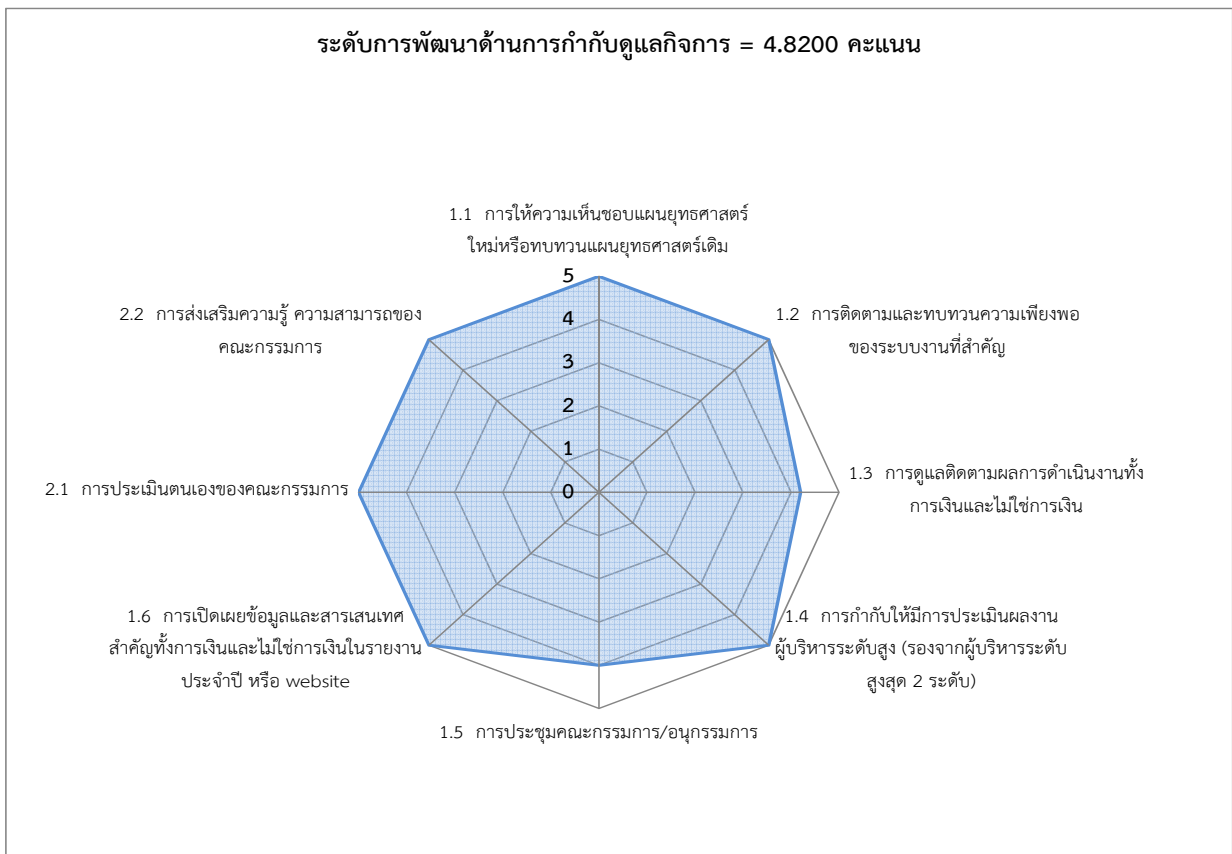 ระดับการพัฒนาด้านการกำกับดูแลกิจการ = 4.8200 คะแนน
1.1 การให้ความเห็นชอบแผนยุทธศาสตร์
ใหม่หรือทบทวนแผนยุทธศาสตร์เดิม
5
4
3
2
1
0
1.2 การติดตามและทบทวนความเพียงพอ
ของระบบงานที่สำคัญ
1.3 การดูแลติดตามผลการดำเนินงานทั้ง
การเงินและไม่ใช่การเงิน
1.4 การกำกับให้มีการประเมินผลงาน
ผู้บริหารระดับสูง (รองจากผู้บริหารระดับ
สูงสุด 2 ระดับ)
1.5 การประชุมคณะกรรมการ/อนุกรรมการ
1.6 การเปิดเผยข้อมูลและสารเสนเทศ
สำคัญทั้งการเงินและไม่ใช่การเงินในรายงาน
ประจำปี หรือ website
2.1 การประเมินตนเองของคณะกรรมการ
2.2 การส่งเสริมความรู้ ความสามารถของ
คณะกรรมการ